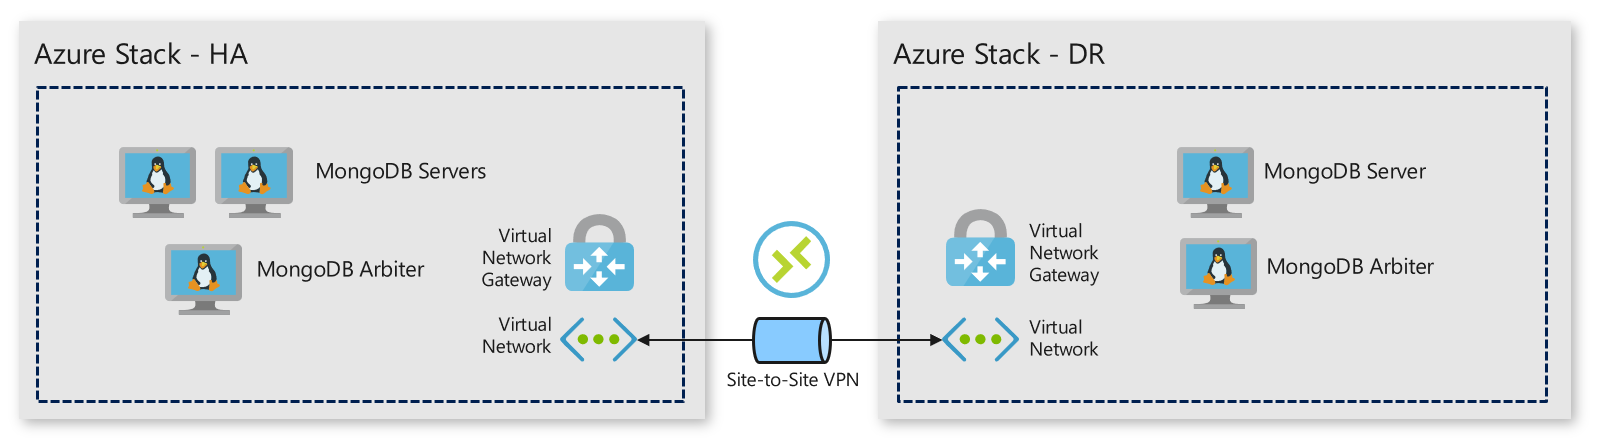 Azure Stack - HA
MongoDB Servers
MongoDB Arbiter
Virtual
Network
Gateway
Virtual
Network
Site-to-Site VPN
Azure Stack - DR
MongoDB Server
MongoDB Arbiter
Virtual
Network
Gateway
Virtual
Network